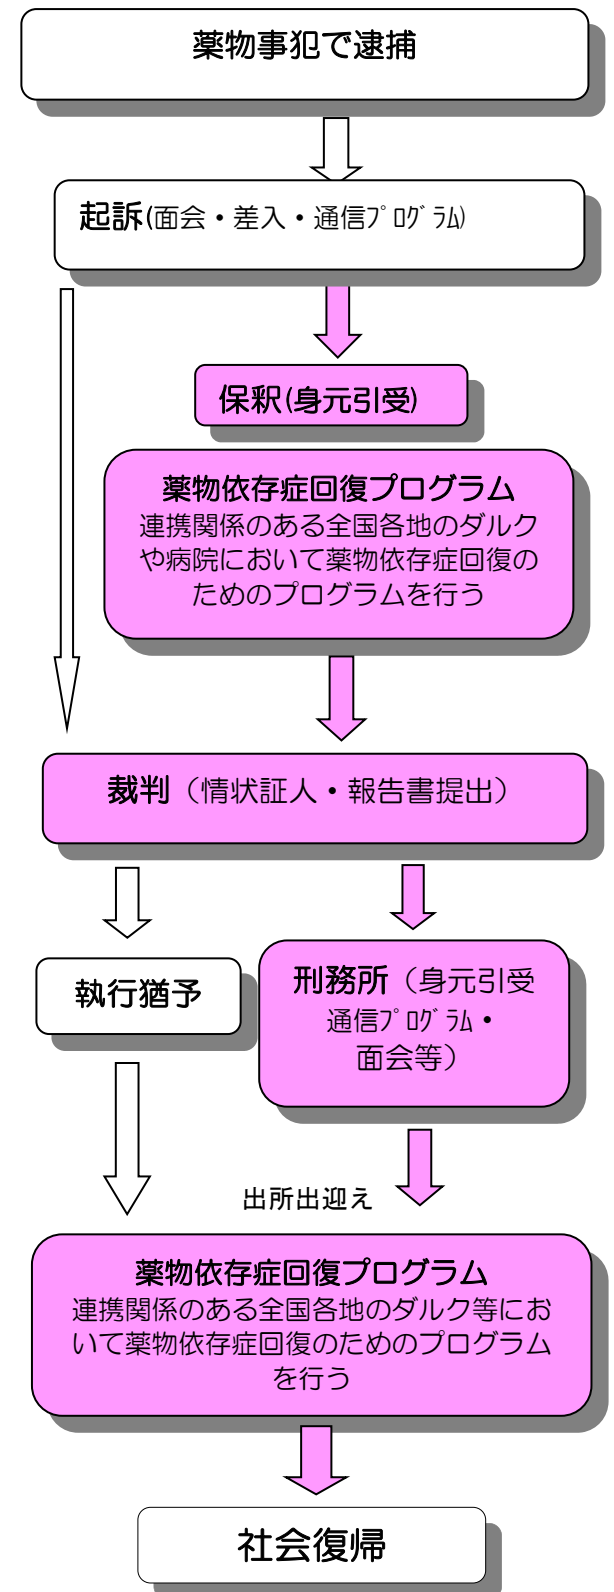 薬物事犯で逮捕
起訴(面会・差入・通信ﾌﾟﾛｸﾞﾗﾑ)
保釈(身元引受)
薬物依存症回復プログラム
連携関係のある全国各地のダルク
や病院において薬物依存症回復の
ためのプログラムを行う
裁判（情状証人・報告書提出）
執行猶予
刑務所（身元引受
通信ﾌﾟﾛｸﾞﾗﾑ・
面会等）
出所出迎え
薬物依存症回復プログラム
連携関係のある全国各地のダルク等にお
いて薬物依存症回復のためのプログラム
を行う
社会復帰